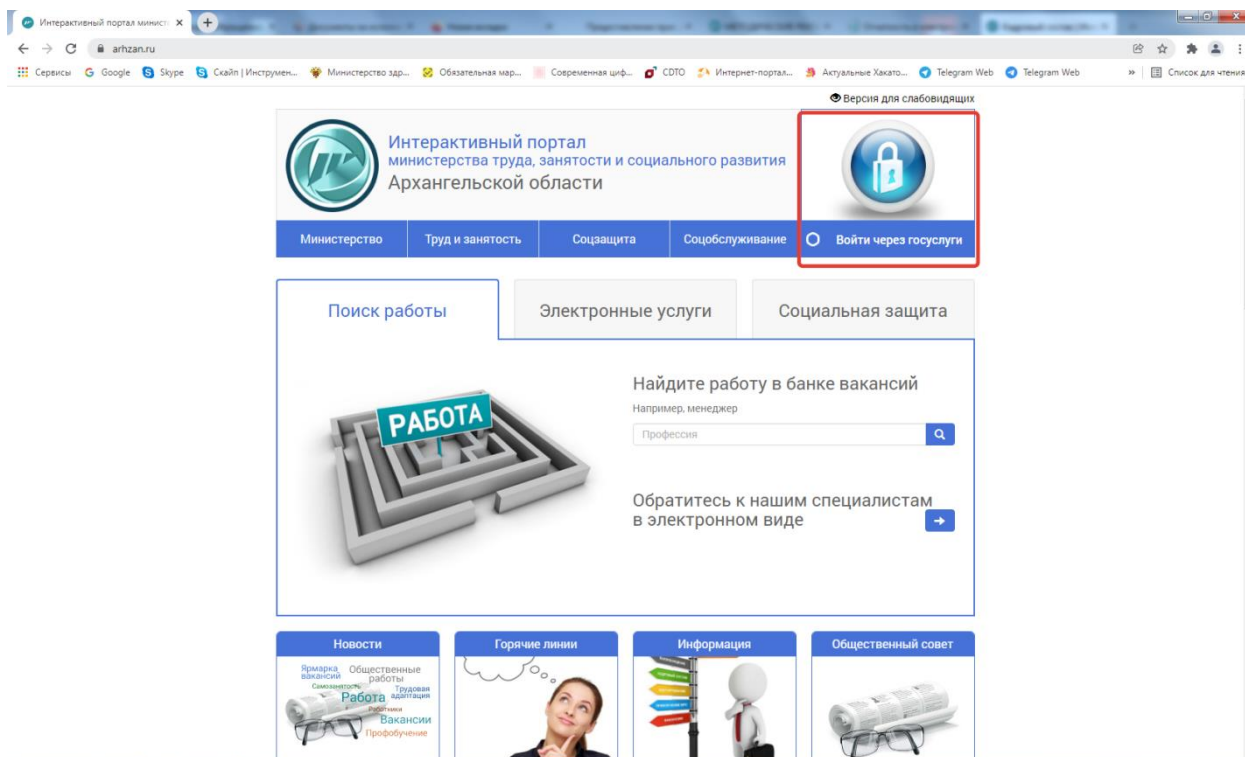 Интерактивный портал минист
arhzan.ru
Сервисы
Google
Skype
Скайп | Инструмен...
Министерство здр...
Обязательная мар...
Современная циф...
CDTO
Интернет-портал...
Актуальные Хакато...
Telegram Web
Telegram Web
»
Список для чтения
Версия для слабовидящих
Интерактивный портал
министерства труда, занятости и социального развития
Архангельской области
Министерство
Труд и занятость
Соцзащита
Соцобслуживание
Войти через госуслуги
Поиск работы
Электронные услуги
Социальная защита
РАБОТА
Найдите работу в банке вакансий
Например, менеджер
Профессия
Обратитесь к нашим специалистам
в электронном виде
Новости
Горячие линии
Информация
Общественный совет
Ярмарка
вакансий
Общественные
работы
Самозанятость
Трудовая
адаптация
Работа
Работники
Вакансии
Профобучение